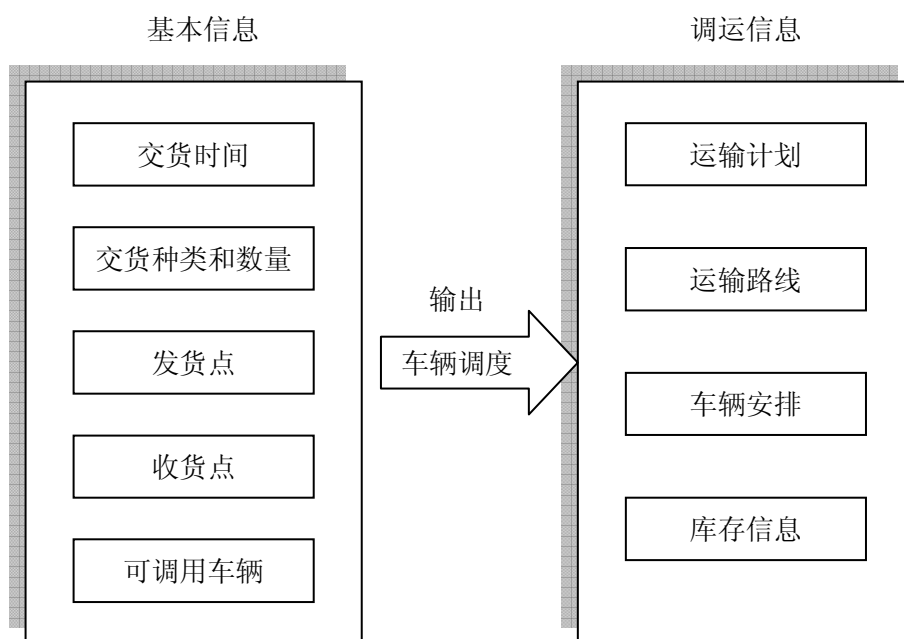 基本信息
交货时间
交货种类和数量
发货点
收货点
可调用车辆
输出
车辆调度
调运信息
运输计划
运输路线
车辆安排
库存信息